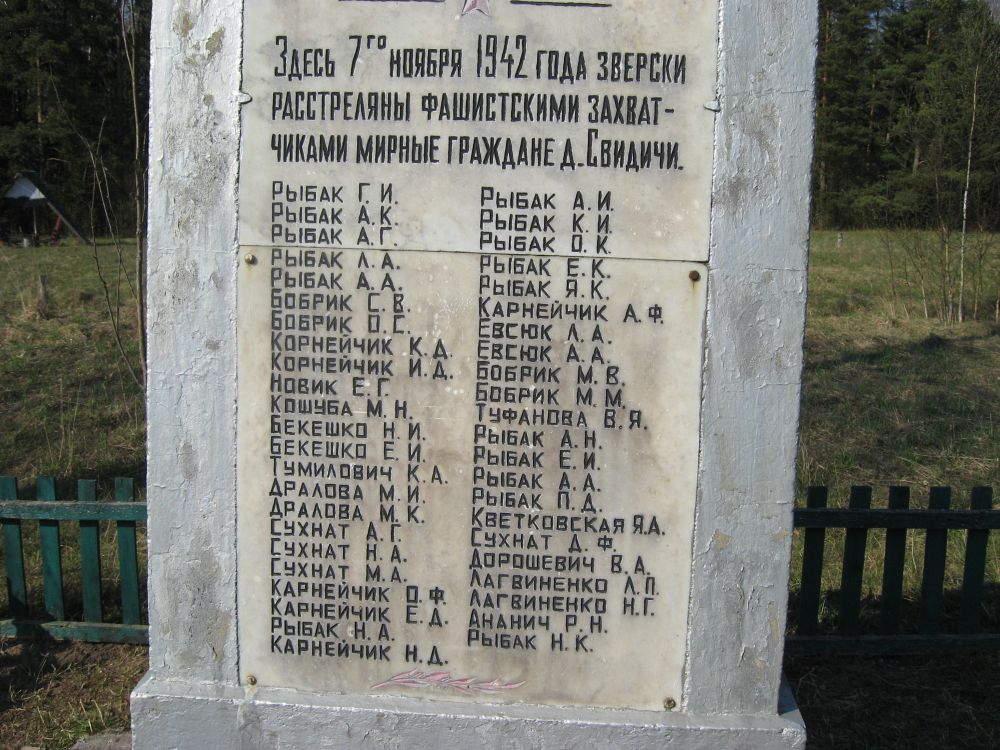 Здесь 7го ноября 1942 года зверски
расстреляны фашистскими захват-
чиками мирные граждане д. Свидичи.
Рыбак Г. И.
Рыбак А. К.
Рыбак А. Г.
Рыбак Л. А.
Рыбак А. А.
Бобрик С. В.
Бобрик О. С.
Корнейчик К. Д.
Корнейчик И. Д.
Новик Е. Г.
Кошуба М. Н.
Бекешко Н. И.
Бекешко Е. И.
Тумилович К. А.
Дралова М. И.
Дралова М. К.
Сухнат А. Г.
Сухнат Н. А.
Сухнат М. А.
Карнейчик О. Ф.
Карнейчик Е. Д.
Рыбак Н. А.
Карнейчик Н. Д.
Рыбак А. И.
Рыбак К. И.
Рыбак О. К.
Рыбак Е. К.
Рыбак Я. К.
Карнейчик А. Ф.
Евсюк Л. А.
Евсюк А. А.
Бобрик М. В.
Бобрик М. М.
Туфанова В. Я.
Рыбак А. Н.
Рыбак Е. И.
Рыбак А. А.
Рыбак П. Д.
Кветковская Я. А.
Сухнат Д. Ф.
Дорошевич В. А.
Лагвиненко Л. П.
Лагвиненко Н. Г.
Ананич Р. Н.
Рыбак Н. К.